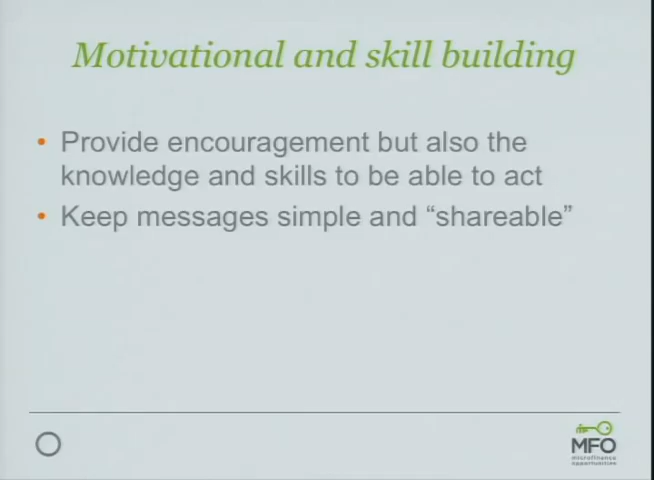 Motivational and skill building
• Provide encouragement but also the
knowledge and skills to be able to act
• Keep messages simple and “shareable”
MFO
microfinance
opportunities